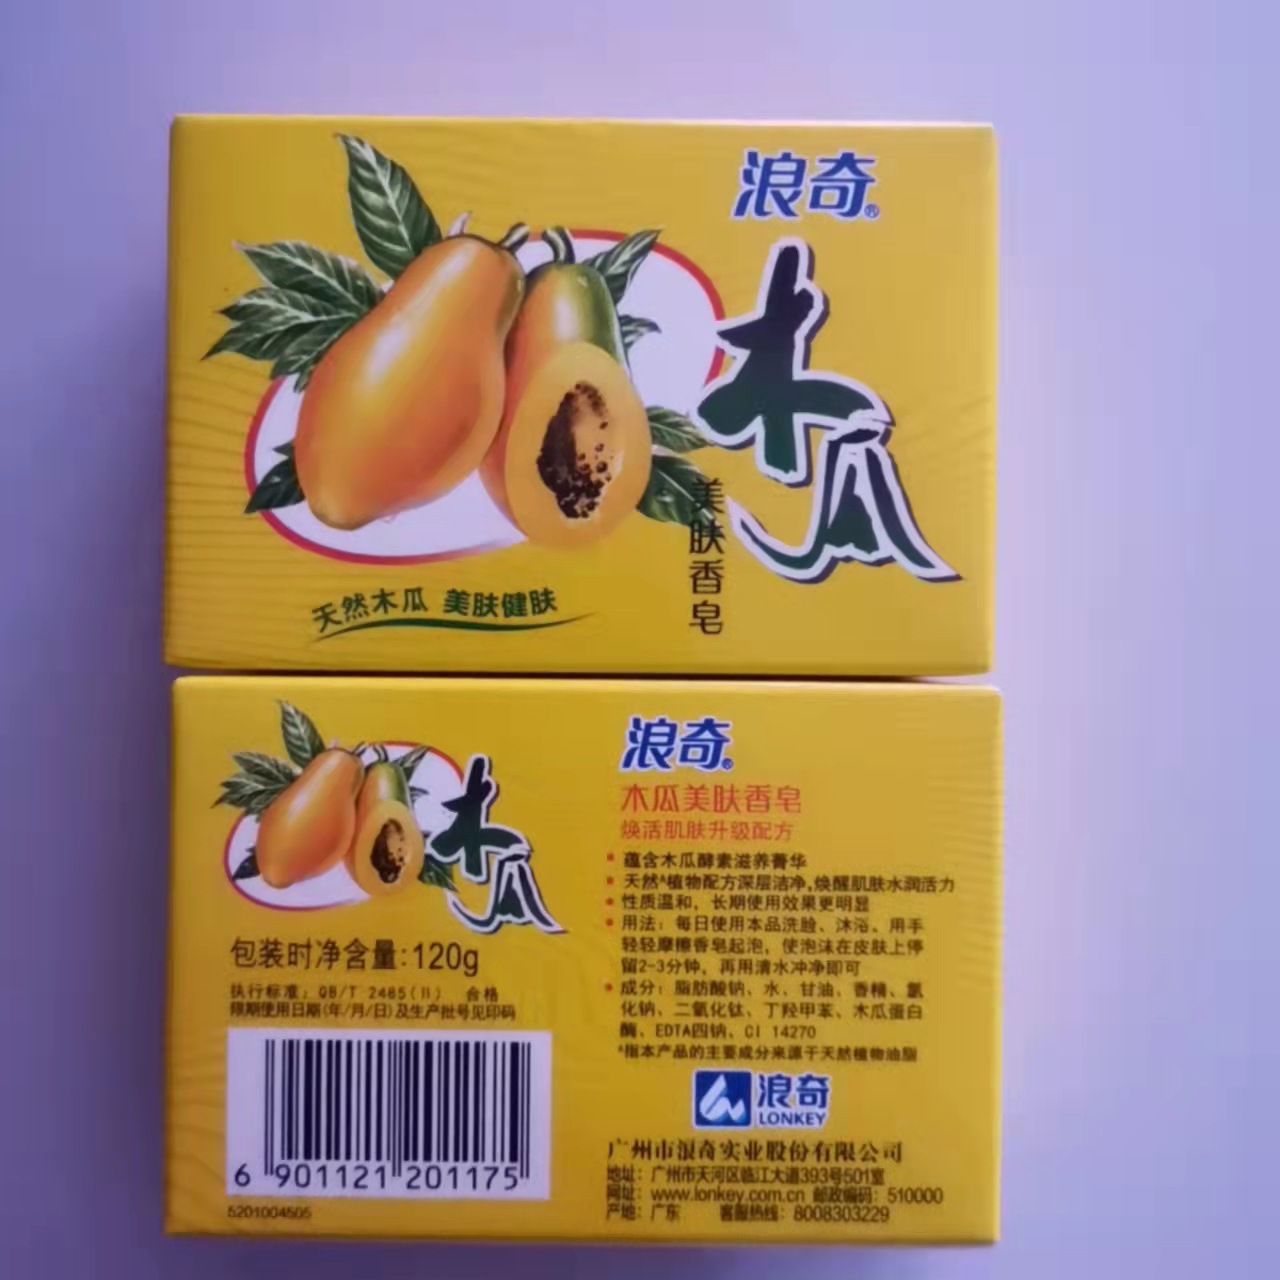 浪奇®
木瓜
美肤香皂
天然木瓜 美肤健肤
木瓜
包装时净含量:120g
执行标准: QB/T 2485(II) 合格
限期使用日期(年/月/日)及生产批号见印码
6 901121 201175
5201004505
浪奇®
木瓜美肤香皂
焕活肌肤升级配方
蕴含木瓜酵素滋养菁华
天然*植物配方深层洁净,焕醒肌肤水润活力
性质温和, 长期使用效果更明显
用法: 每日使用本品洗脸、沐浴、用手
轻轻摩擦香皂起泡, 使泡沫在皮肤上停
留2-3分钟, 再用清水冲净即可
成分: 脂肪酸钠、水、甘油、香精、氯
化钠、二氧化钛、丁羟甲苯、木瓜蛋白
酶、EDTA四钠、CI 14270
*指本产品的主要成分来源于天然植物油脂
浪奇
LONKEY
广州市浪奇实业股份有限公司
地址: 广州市天河区临江大道393号501室
网址: www.lonkey.com.cn 邮政编码: 510000
产地: 广东 客服热线: 8008303229